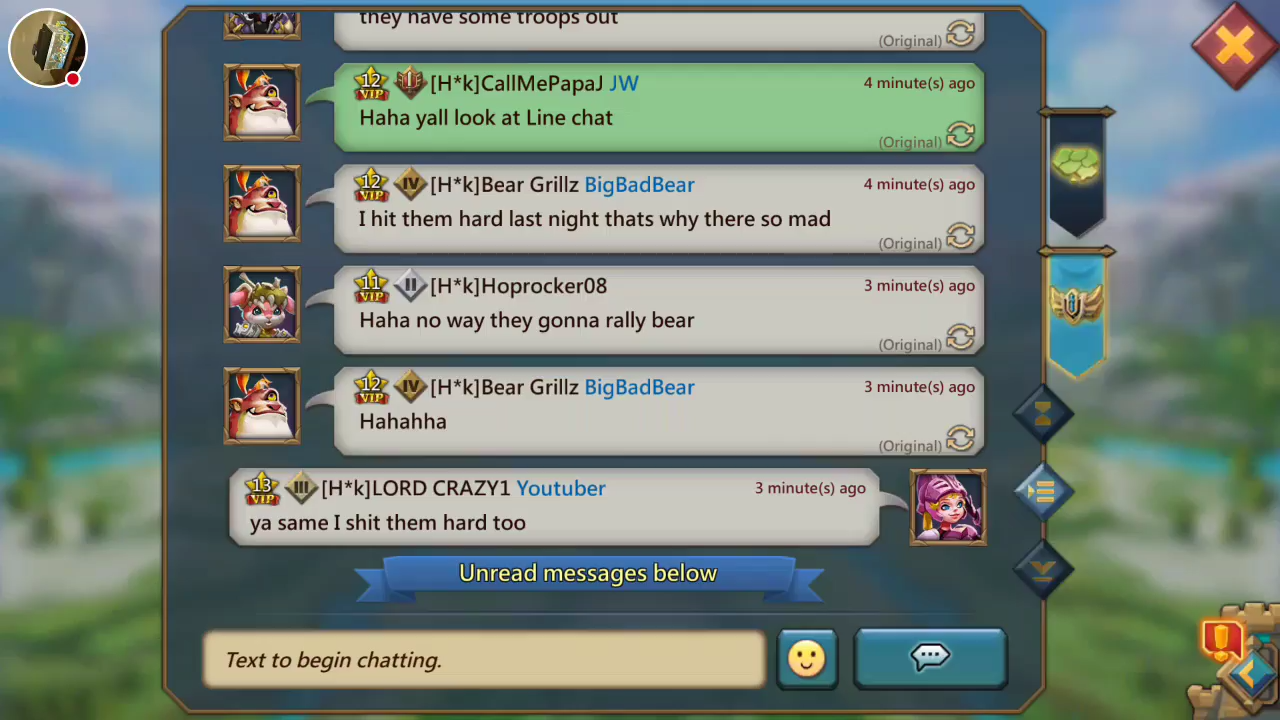 they have some troops out
(Original)
12 VIP I [H*k]CallMePapaJ JW 4 minute(s) ago
Haha yall look at Line chat
(Original)
12 VIP IV [H*k]Bear Grillz BigBadBear 4 minute(s) ago
I hit them hard last night thats why there so mad
(Original)
11 VIP II [H*k]Hoprocker08 3 minute(s) ago
Haha no way they gonna rally bear
(Original)
12 VIP IV [H*k]Bear Grillz BigBadBear 3 minute(s) ago
Hahahha
(Original)
13 VIP III [H*k]LORD CRAZY1 Youtuber 3 minute(s) ago
ya same I shit them hard too
Unread messages below
Text to begin chatting.